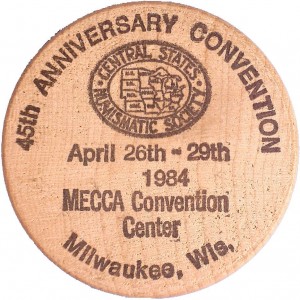 45th ANNIVERSARY CONVENTION
CENTRAL STATES
NUMISMATIC SOCIETY
April 26th - 29th
1984
MECCA Convention
Center
Milwaukee, Wis.